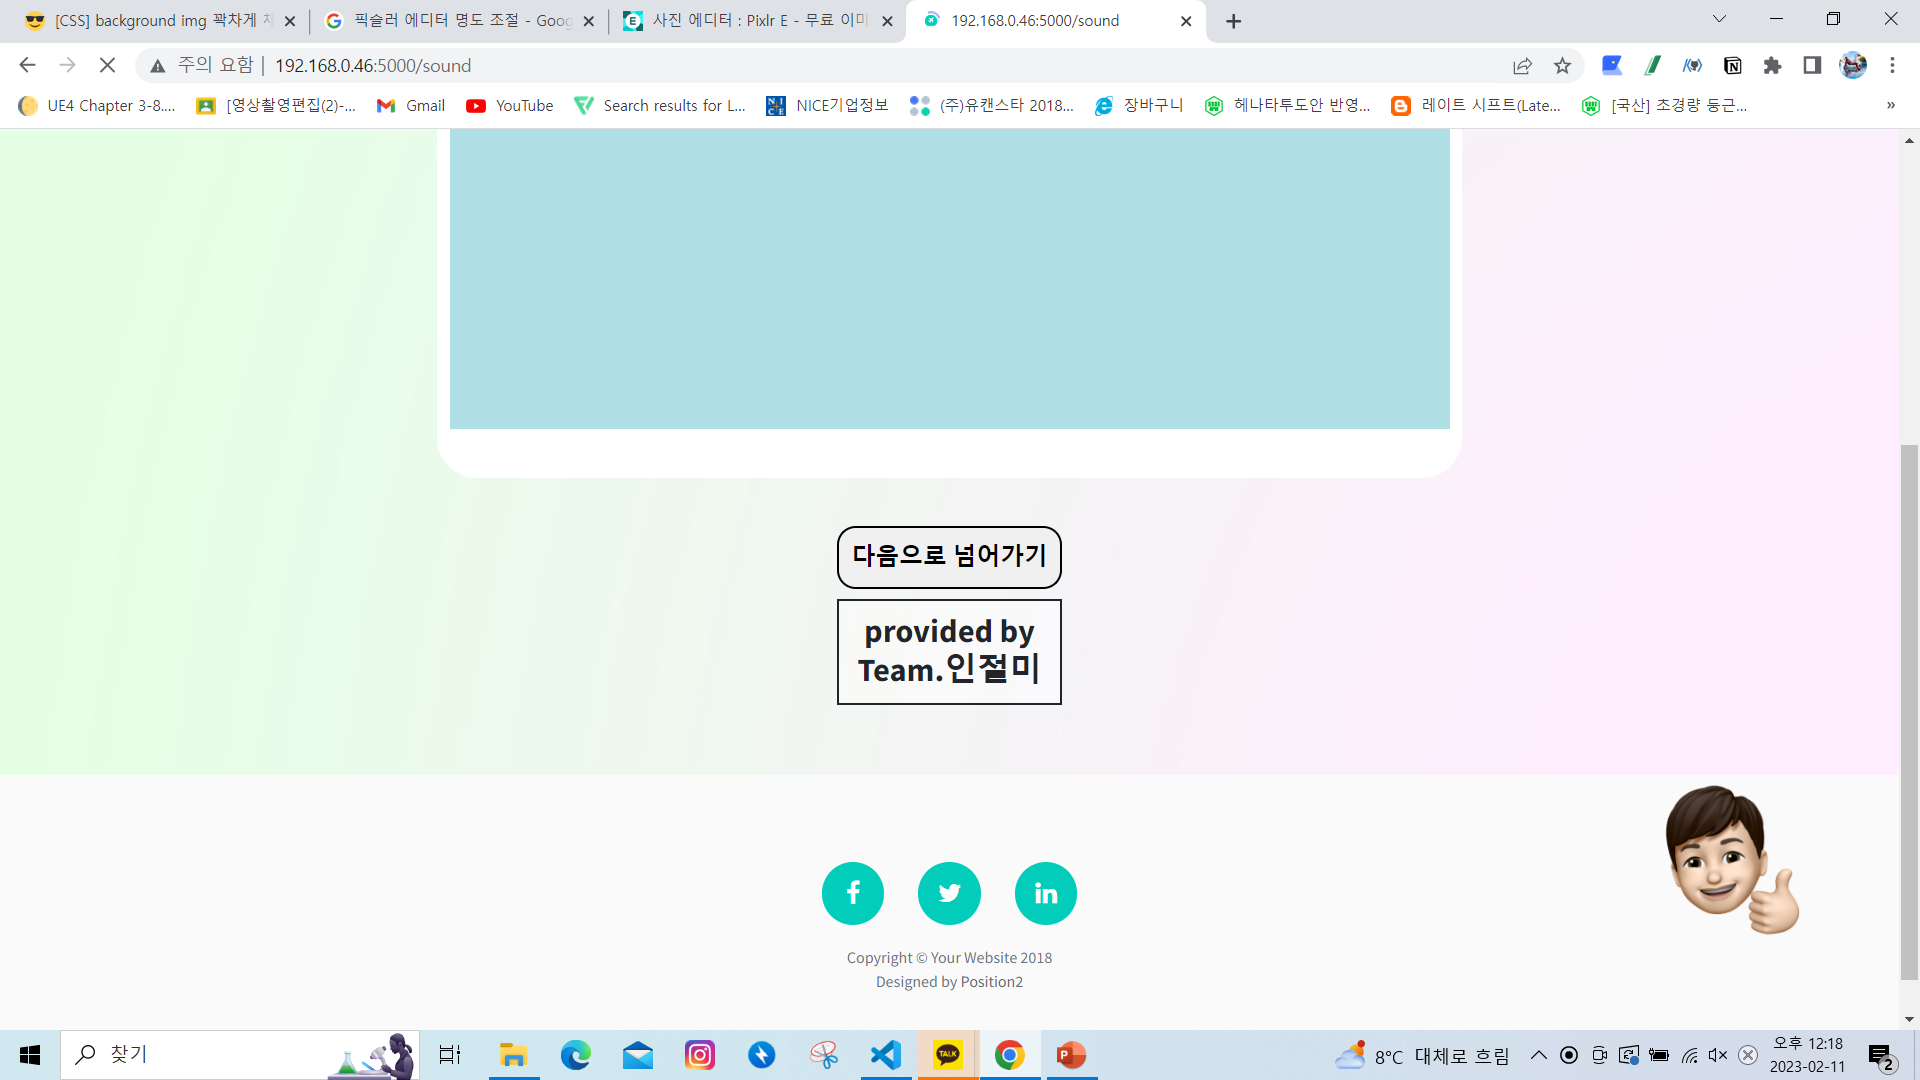 [CSS] background img 꽉차게 치
픽슬러 에디터 명도 조절 - Goog
사진 에디터 : Pixlr E - 무료 이미
192.168.0.46:5000/sound
주의 요함 | 192.168.0.46:5000/sound
UE4 Chapter 3-8....
[영상촬영편집(2)-...
Gmail
YouTube
Search results for L...
NICE기업정보
(주)유캔스타 2018...
장바구니
헤나타투도안 반영...
레이트 시프트(Late...
[국산] 초경량 둥근...
»
다음으로 넘어가기
provided by
Team.인절미
Copyright © Your Website 2018
Designed by Position2
찾기
TALK
8°C 대체로 흐림
오후 12:18
2023-02-11
2